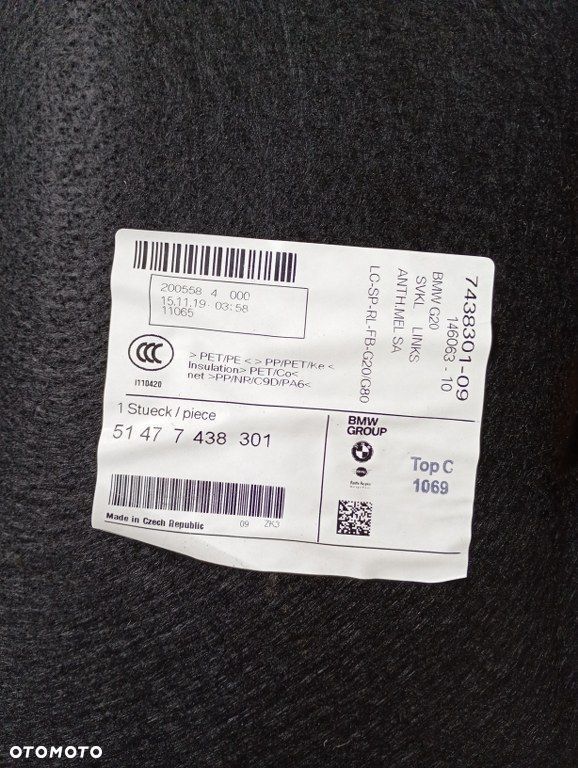 200558 4 000
15.11.19 03:58
11065
CCC
I110420
> PET/PE < > PP/PET/Ke <
Insulation> PET/Co<
net >PP/NR/C9D/PA6<
7438301-09
146063 - 10
BMW G20
SVKL. LINKS
ANTH.MEL SA
LC-SP-RL-FB-G20/G80
1 Stueck / piece
51 47 7 438 301
Made in Czech Republic
09 ZK3
BMW
GROUP
Top C
1069
OTOMOTO